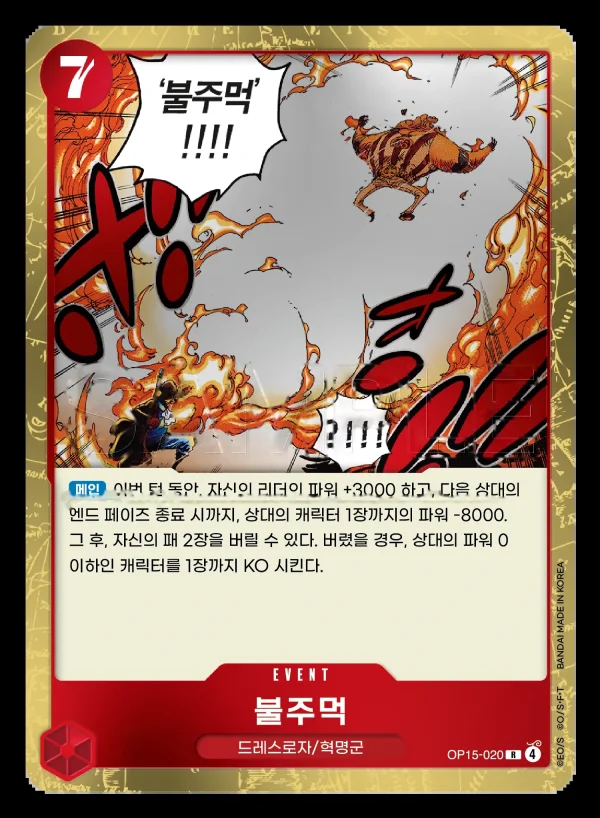 7
‘불주먹’
!!!!
?!!!
SAMPLE
메인 이번 턴 동안, 자신의 리더의 파워 +3000 하고, 다음 상대의
엔드 페이즈 종료 시까지, 상대의 캐릭터 1장까지의 파워 -8000.
그 후, 자신의 패 2장을 버릴 수 있다. 버렸을 경우, 상대의 파워 0
이하인 캐릭터를 1장까지 KO 시킨다.
EVENT
불주먹
드레스로자/혁명군
OP15-020 R 4
©EO/S ©O/S·F·T BANDAI MADE IN KOREA